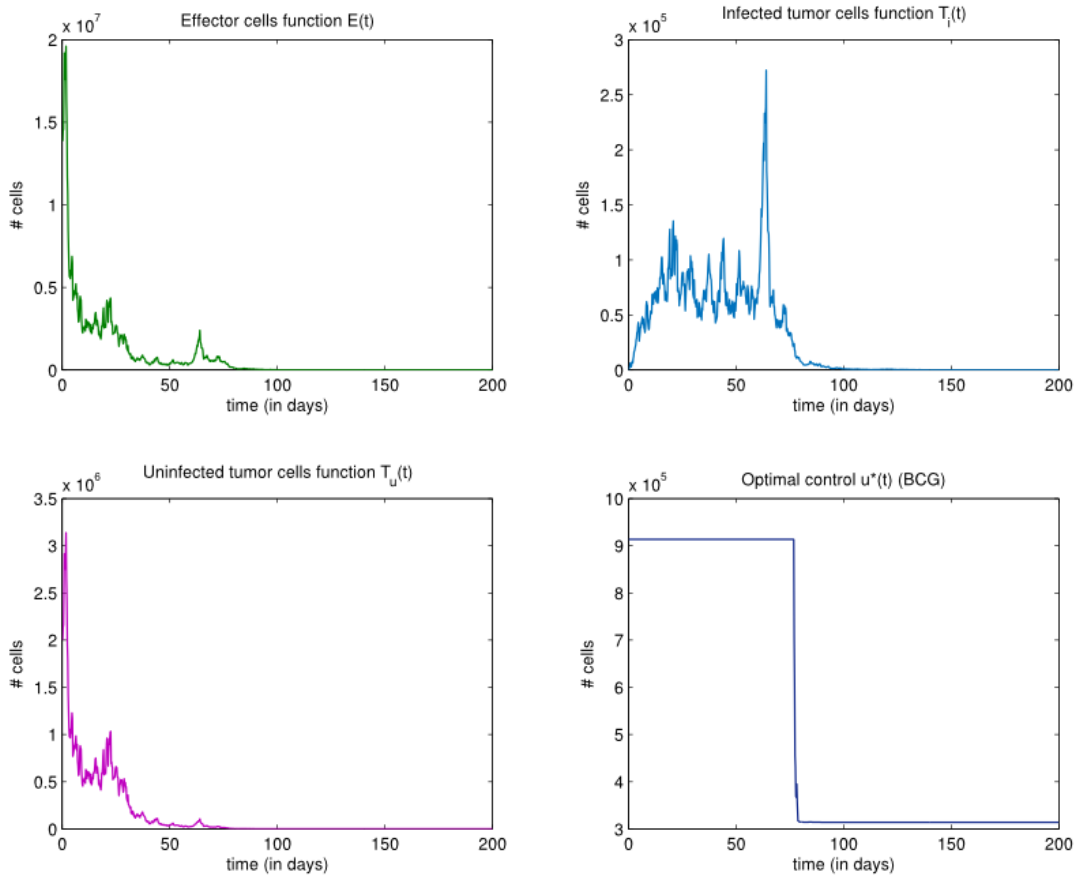 Effector cells function E(t)
x 10^7
2
1.5
1
0.5
0
# cells
0 50 100 150 200
time (in days)
Infected tumor cells function T_i(t)
x 10^5
3
2.5
2
1.5
1
0.5
0
# cells
0 50 100 150 200
time (in days)
Uninfected tumor cells function T_u(t)
x 10^6
3.5
3
2.5
2
1.5
1
0.5
0
# cells
0 50 100 150 200
time (in days)
Optimal control u*(t) (BCG)
x 10^5
10
9
8
7
6
5
4
3
# cells
0 50 100 150 200
time (in days)